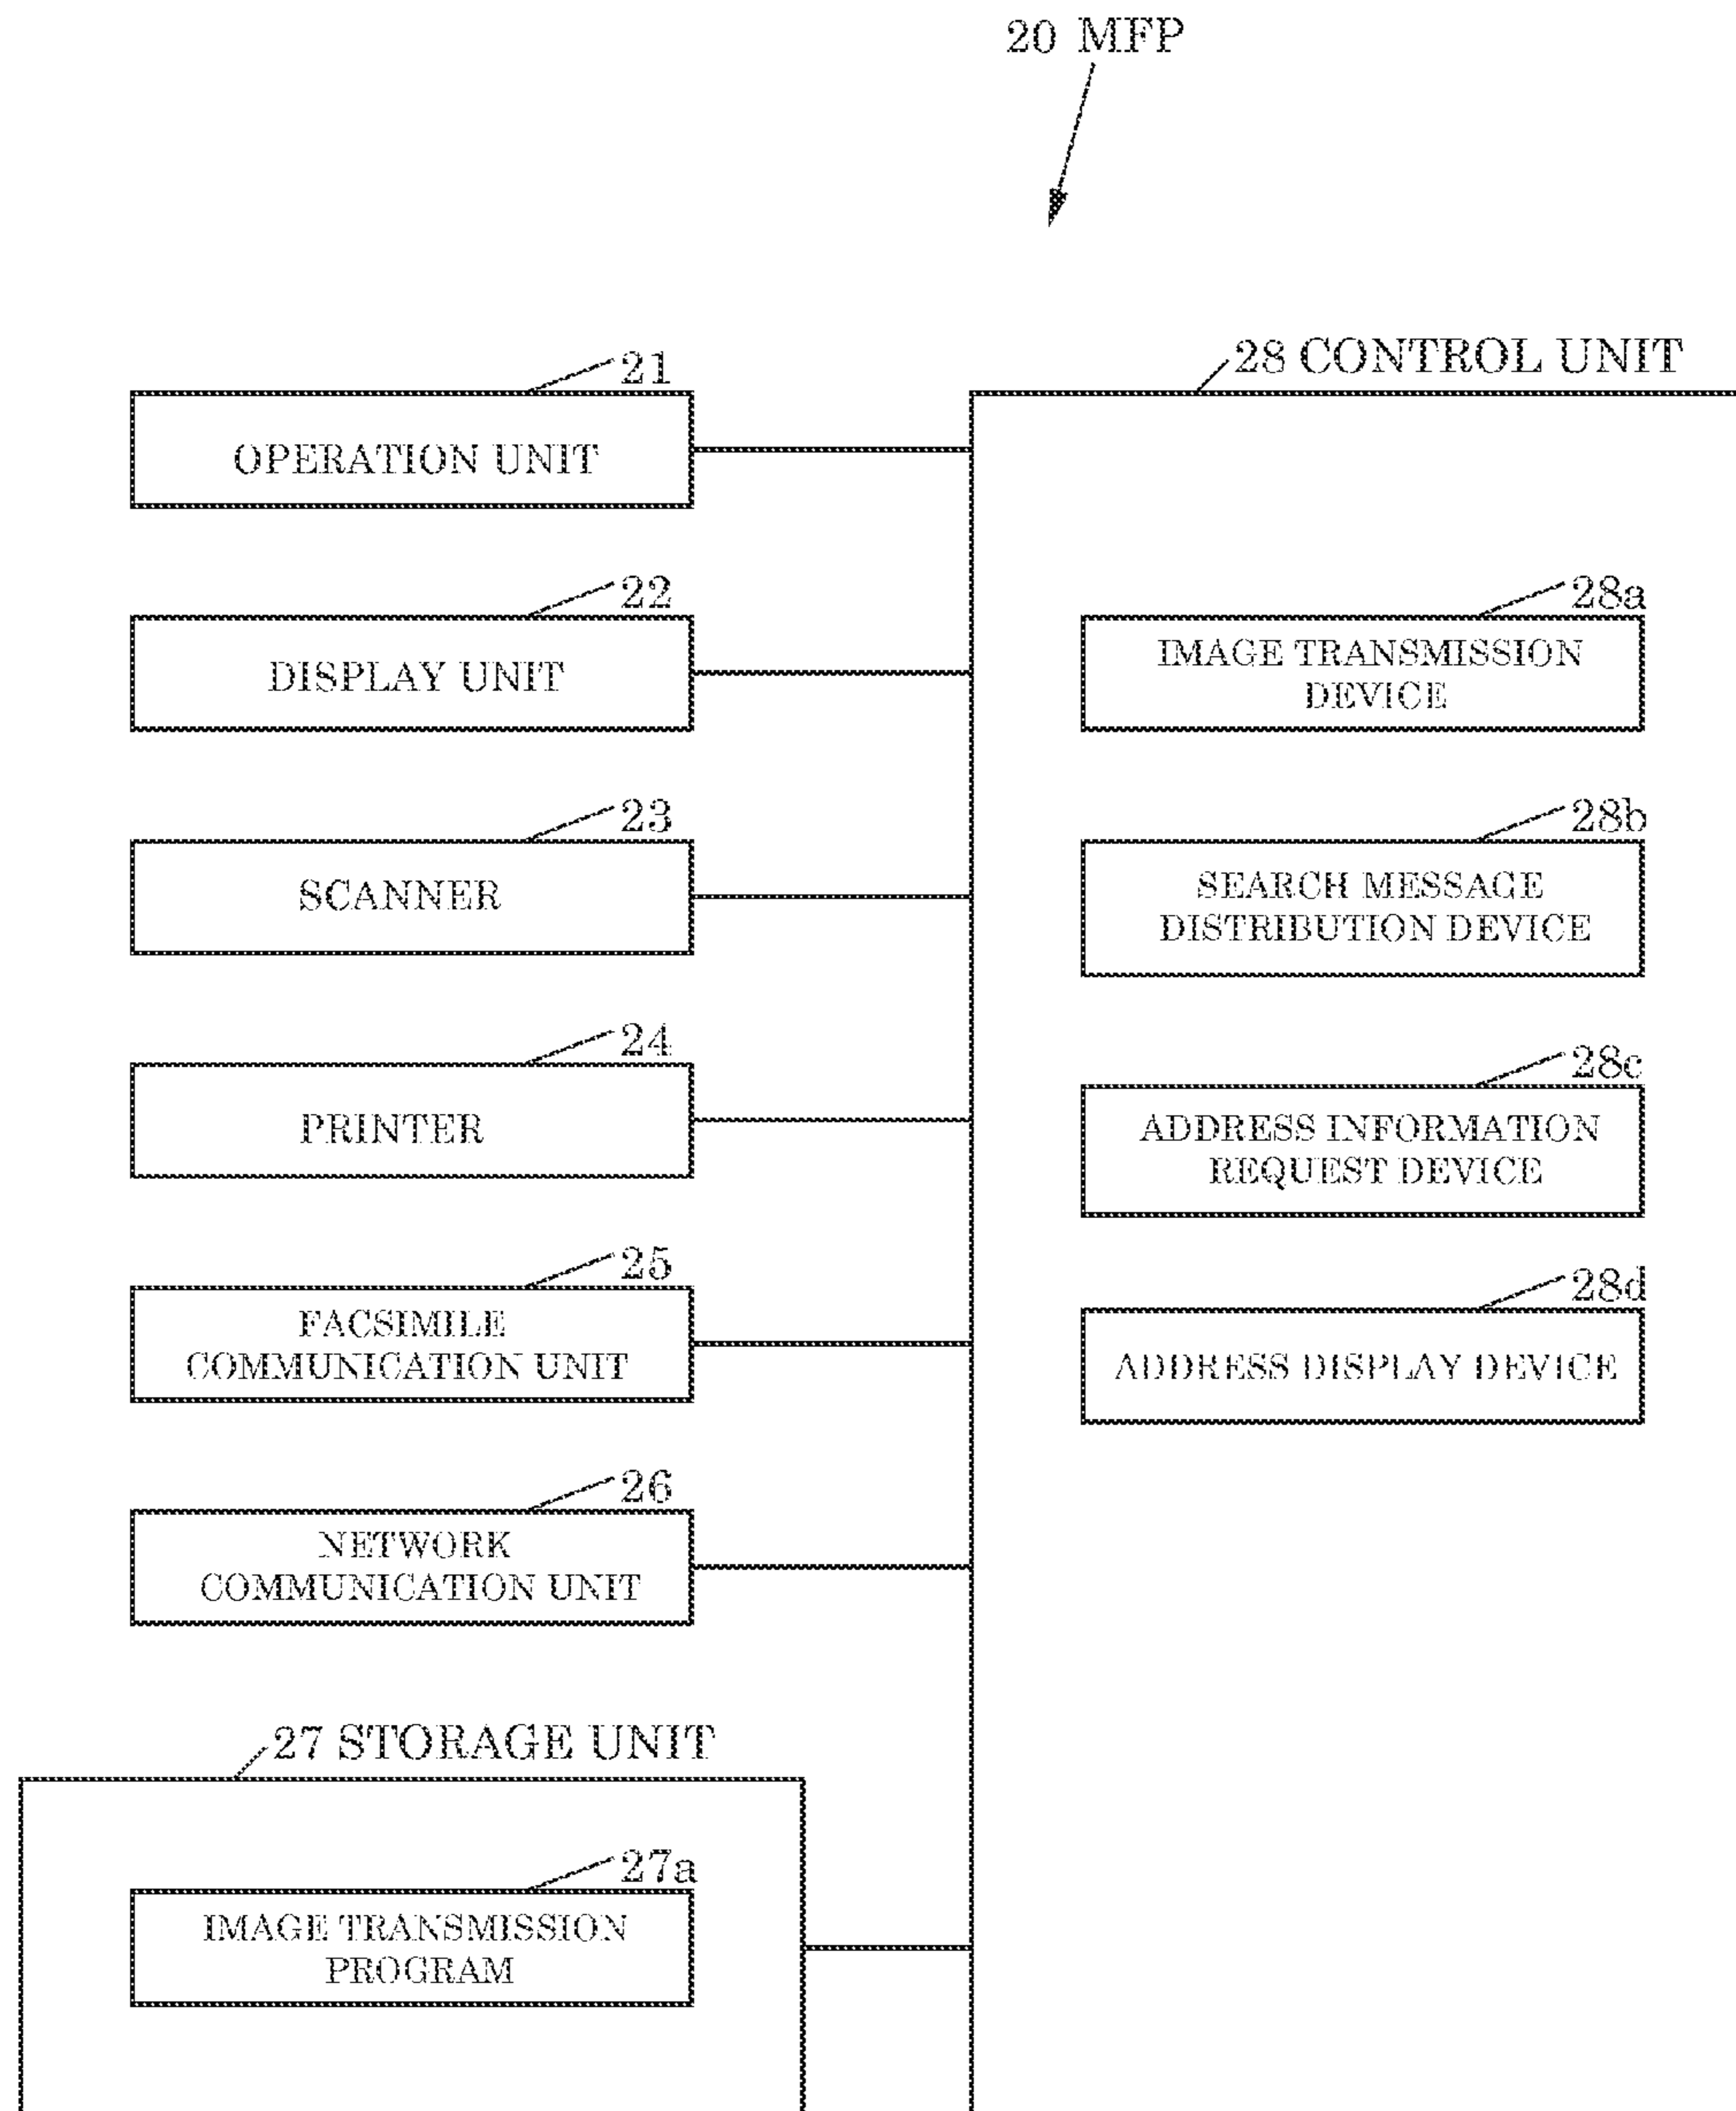 20 MFP
28 CONTROL UNIT
21
OPERATION UNIT
22
DISPLAY UNIT
23
SCANNER
24
PRINTER
25
FACSIMILE
COMMUNICATION UNIT
26
NETWORK
COMMUNICATION UNIT
27 STORAGE UNIT
27a
IMAGE TRANSMISSION
PROGRAM
28a
IMAGE TRANSMISSION
DEVICE
28b
SEARCH MESSAGE
DISTRIBUTION DEVICE
28c
ADDRESS INFORMATION
REQUEST DEVICE
28d
ADDRESS DISPLAY DEVICE